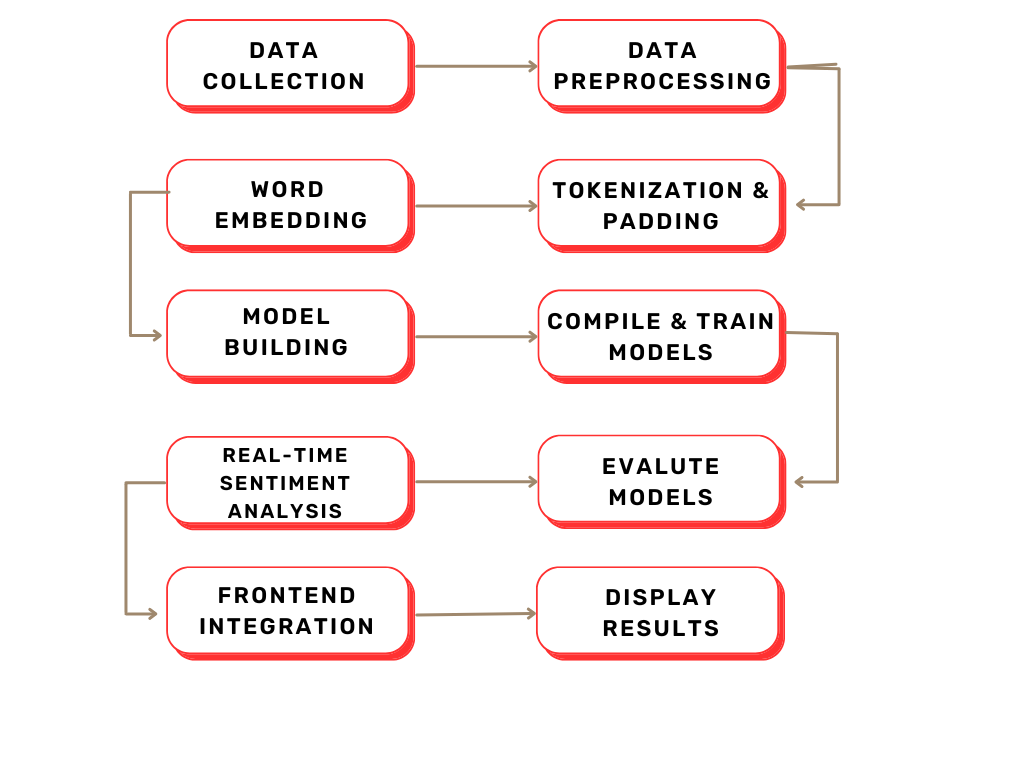 DATA
COLLECTION
DATA
PREPROCESSING
WORD
EMBEDDING
TOKENIZATION &
PADDING
MODEL
BUILDING
COMPILE & TRAIN
MODELS
REAL-TIME
SENTIMENT
ANALYSIS
EVALUTE
MODELS
FRONTEND
INTEGRATION
DISPLAY
RESULTS